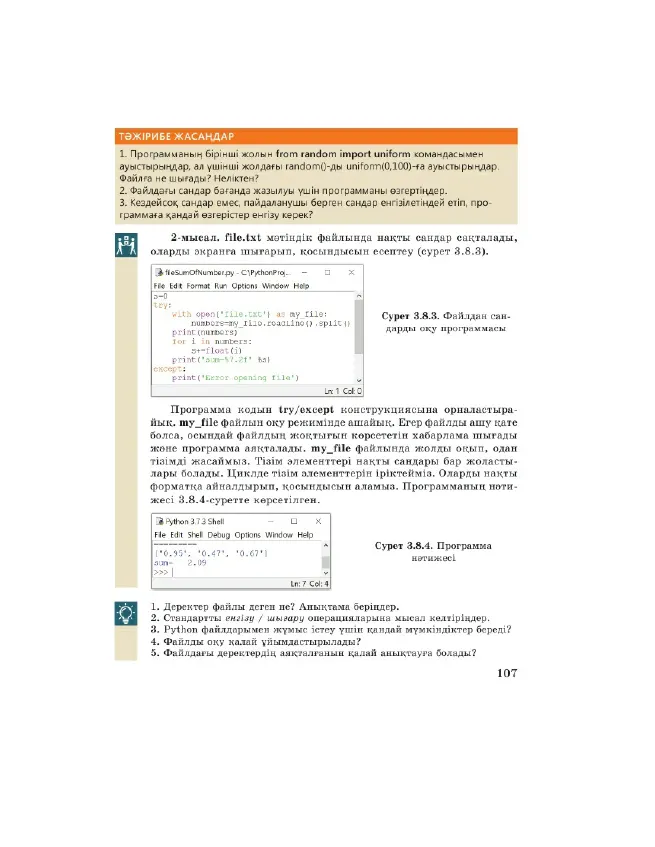 ТӘЖІРИБЕ ЖАСАҢДАР
1. Программаның бірінші жолын from random import uniform командасымен
ауыстырыңдар, ал үшінші жолдағы random()-ды uniform(0,100)-ға ауыстырыңдар.
Файлға не шығады? Неліктен?
2. Файлдағы сандар бағанда жазылуы үшін программаны өзгертіңдер.
3. Кездейсоқ сандар емес, пайдаланушы берген сандар енгізілетіндей етіп, про-
граммаға қандай өзгерістер енгізу керек?
2-мысал. file.txt мәтіндік файлында нақты сандар сақталады,
оларды экранға шығарып, қосындысын есептеу (сурет 3.8.3).
fileSumOfNumber.py - C:\PythonProj...
File Edit Format Run Options Window Help
s=0
try:
with open('file.txt') as my_file:
numbers=my_file.readline().split()
print(numbers)
for i in numbers:
s+=float(i)
print('sum=%7.2f' %s)
except:
print('Error opening file')
Ln: 1 Col: 0
Сурет 3.8.3. Файлдан сан-
дарды оқу программасы
Программа кодын try/except конструкциясына орналастыра-
йық. my_file файлын оқу режимінде ашайық. Егер файлды ашу қате
болса, осындай файлдың жоқтығын көрсететін хабарлама шығады
және программа аяқталады. my_file файлында жолды оқып, одан
тізімді жасаймыз. Тізім элементтері нақты сандары бар жоласты-
лары болады. Циклде тізім элементтерін іріктейміз. Оларды нақты
форматқа айналдырып, қосындысын аламыз. Программаның нәти-
жесі 3.8.4-суретте көрсетілген.
Python 3.7.3 Shell
File Edit Shell Debug Options Window Help
=========
['0.95', '0.47', '0.67']
sum= 2.09
>>>
Ln: 7 Col: 4
Сурет 3.8.4. Программа
нәтижесі
1. Деректер файлы деген не? Анықтама беріңдер.
2. Стандартты енгізу / шығару операцияларына мысал келтіріңдер.
3. Python файлдарымен жұмыс істеу үшін қандай мүмкіндіктер береді?
4. Файлды оқу қалай ұйымдастырылады?
5. Файлдағы деректердің аяқталғанын қалай анықтауға болады?
107